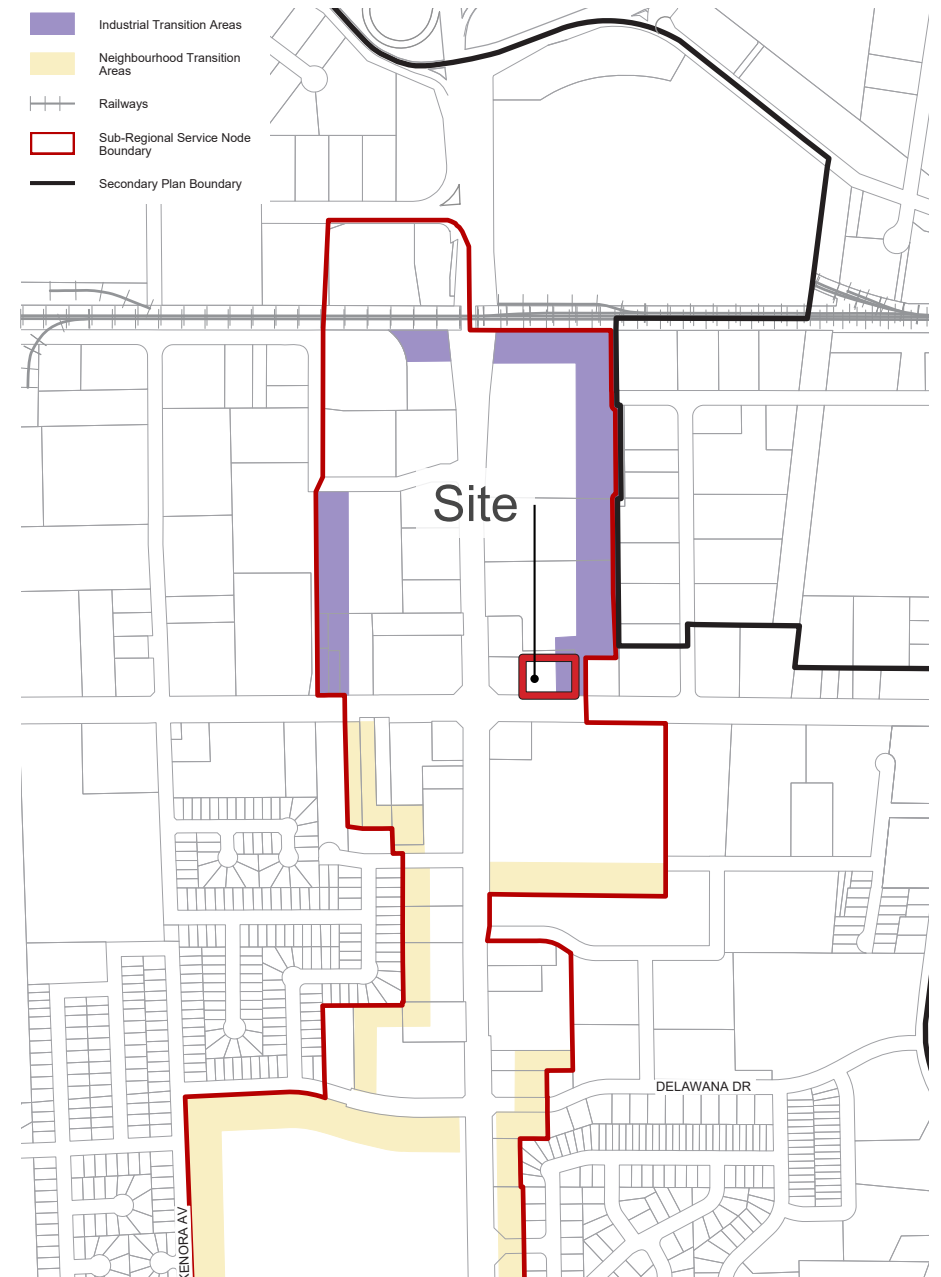 Industrial Transition Areas
Neighbourhood Transition
Areas
Railways
Sub-Regional Service Node
Boundary
Secondary Plan Boundary
Site
DELAWANA DR
KENORA AV